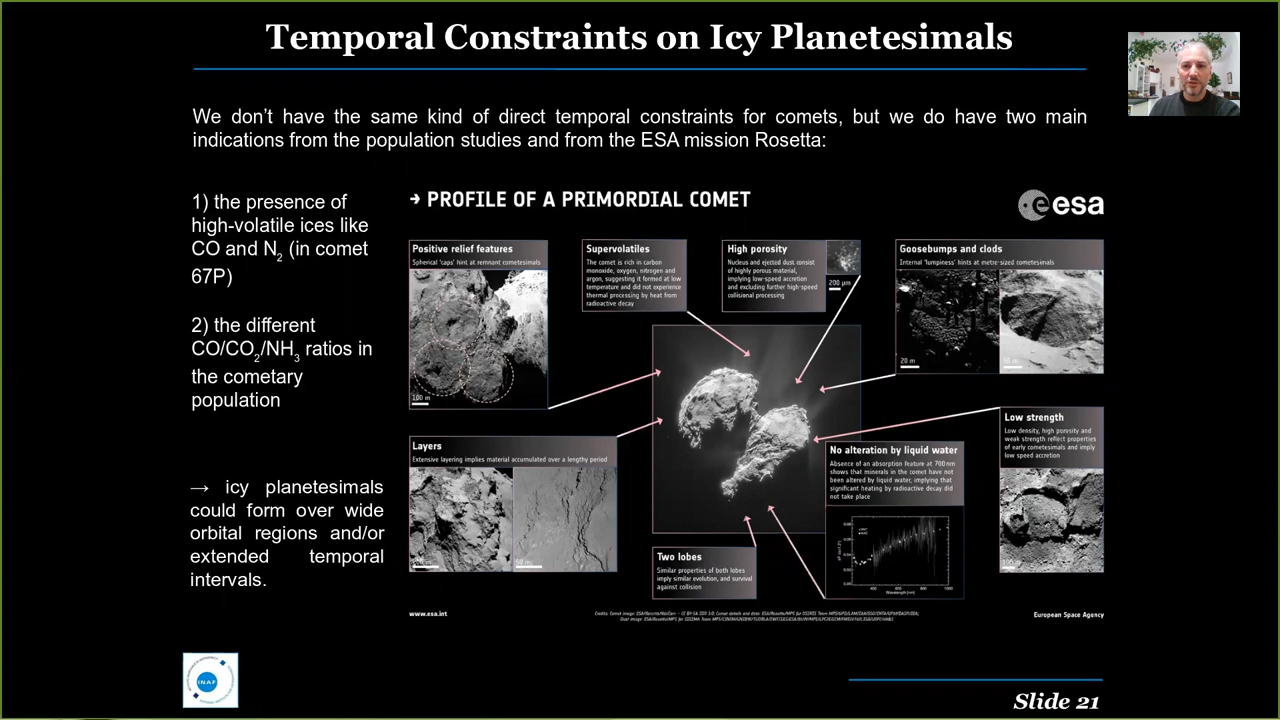 Temporal Constraints on Icy Planetesimals
We don't have the same kind of direct temporal constraints for comets, but we do have two main
indications from the population studies and from the ESA mission Rosetta:
1) the presence of
high-volatile ices like
CO and N2 (in comet
67P)
2) the different
CO/CO2/NH3 ratios in
the cometary
population
→ icy planetesimals
could form over wide
orbital regions and/or
extended temporal
intervals.
→ PROFILE OF A PRIMORDIAL COMET
esa
Positive relief features
Spherical 'caps' hint at remnant cometesimals
100 m
Supervolatiles
The comet is rich in carbon
monoxide, oxygen, nitrogen and
argon, suggesting it formed at low
temperature and did not experience
thermal processing by heat from
radioactive decay
High porosity
Nucleus and ejected dust consist
of highly porous material,
implying low-speed accretion
and excluding further high-speed
collisional processing
200 µm
Goosebumps and clods
Internal 'lumpiness' hints at metre-sized cometesimals
20 m
Layers
Extensive layering implies material accumulated over a lengthy period
Two lobes
Similar properties of both lobes
imply similar evolution, and survival
against collision
No alteration by liquid water
Absence of an absorption feature at 700 nm
shows that minerals in the comet have not
been altered by liquid water, implying that
significant heating by radioactive decay did
not take place
400 600 800 1000
Wavelength [nm]
Low strength
Low density, high porosity and
weak strength reflect properties
of early cometesimals and imply
low speed accretion
www.esa.int
European Space Agency
INAF
Slide 21